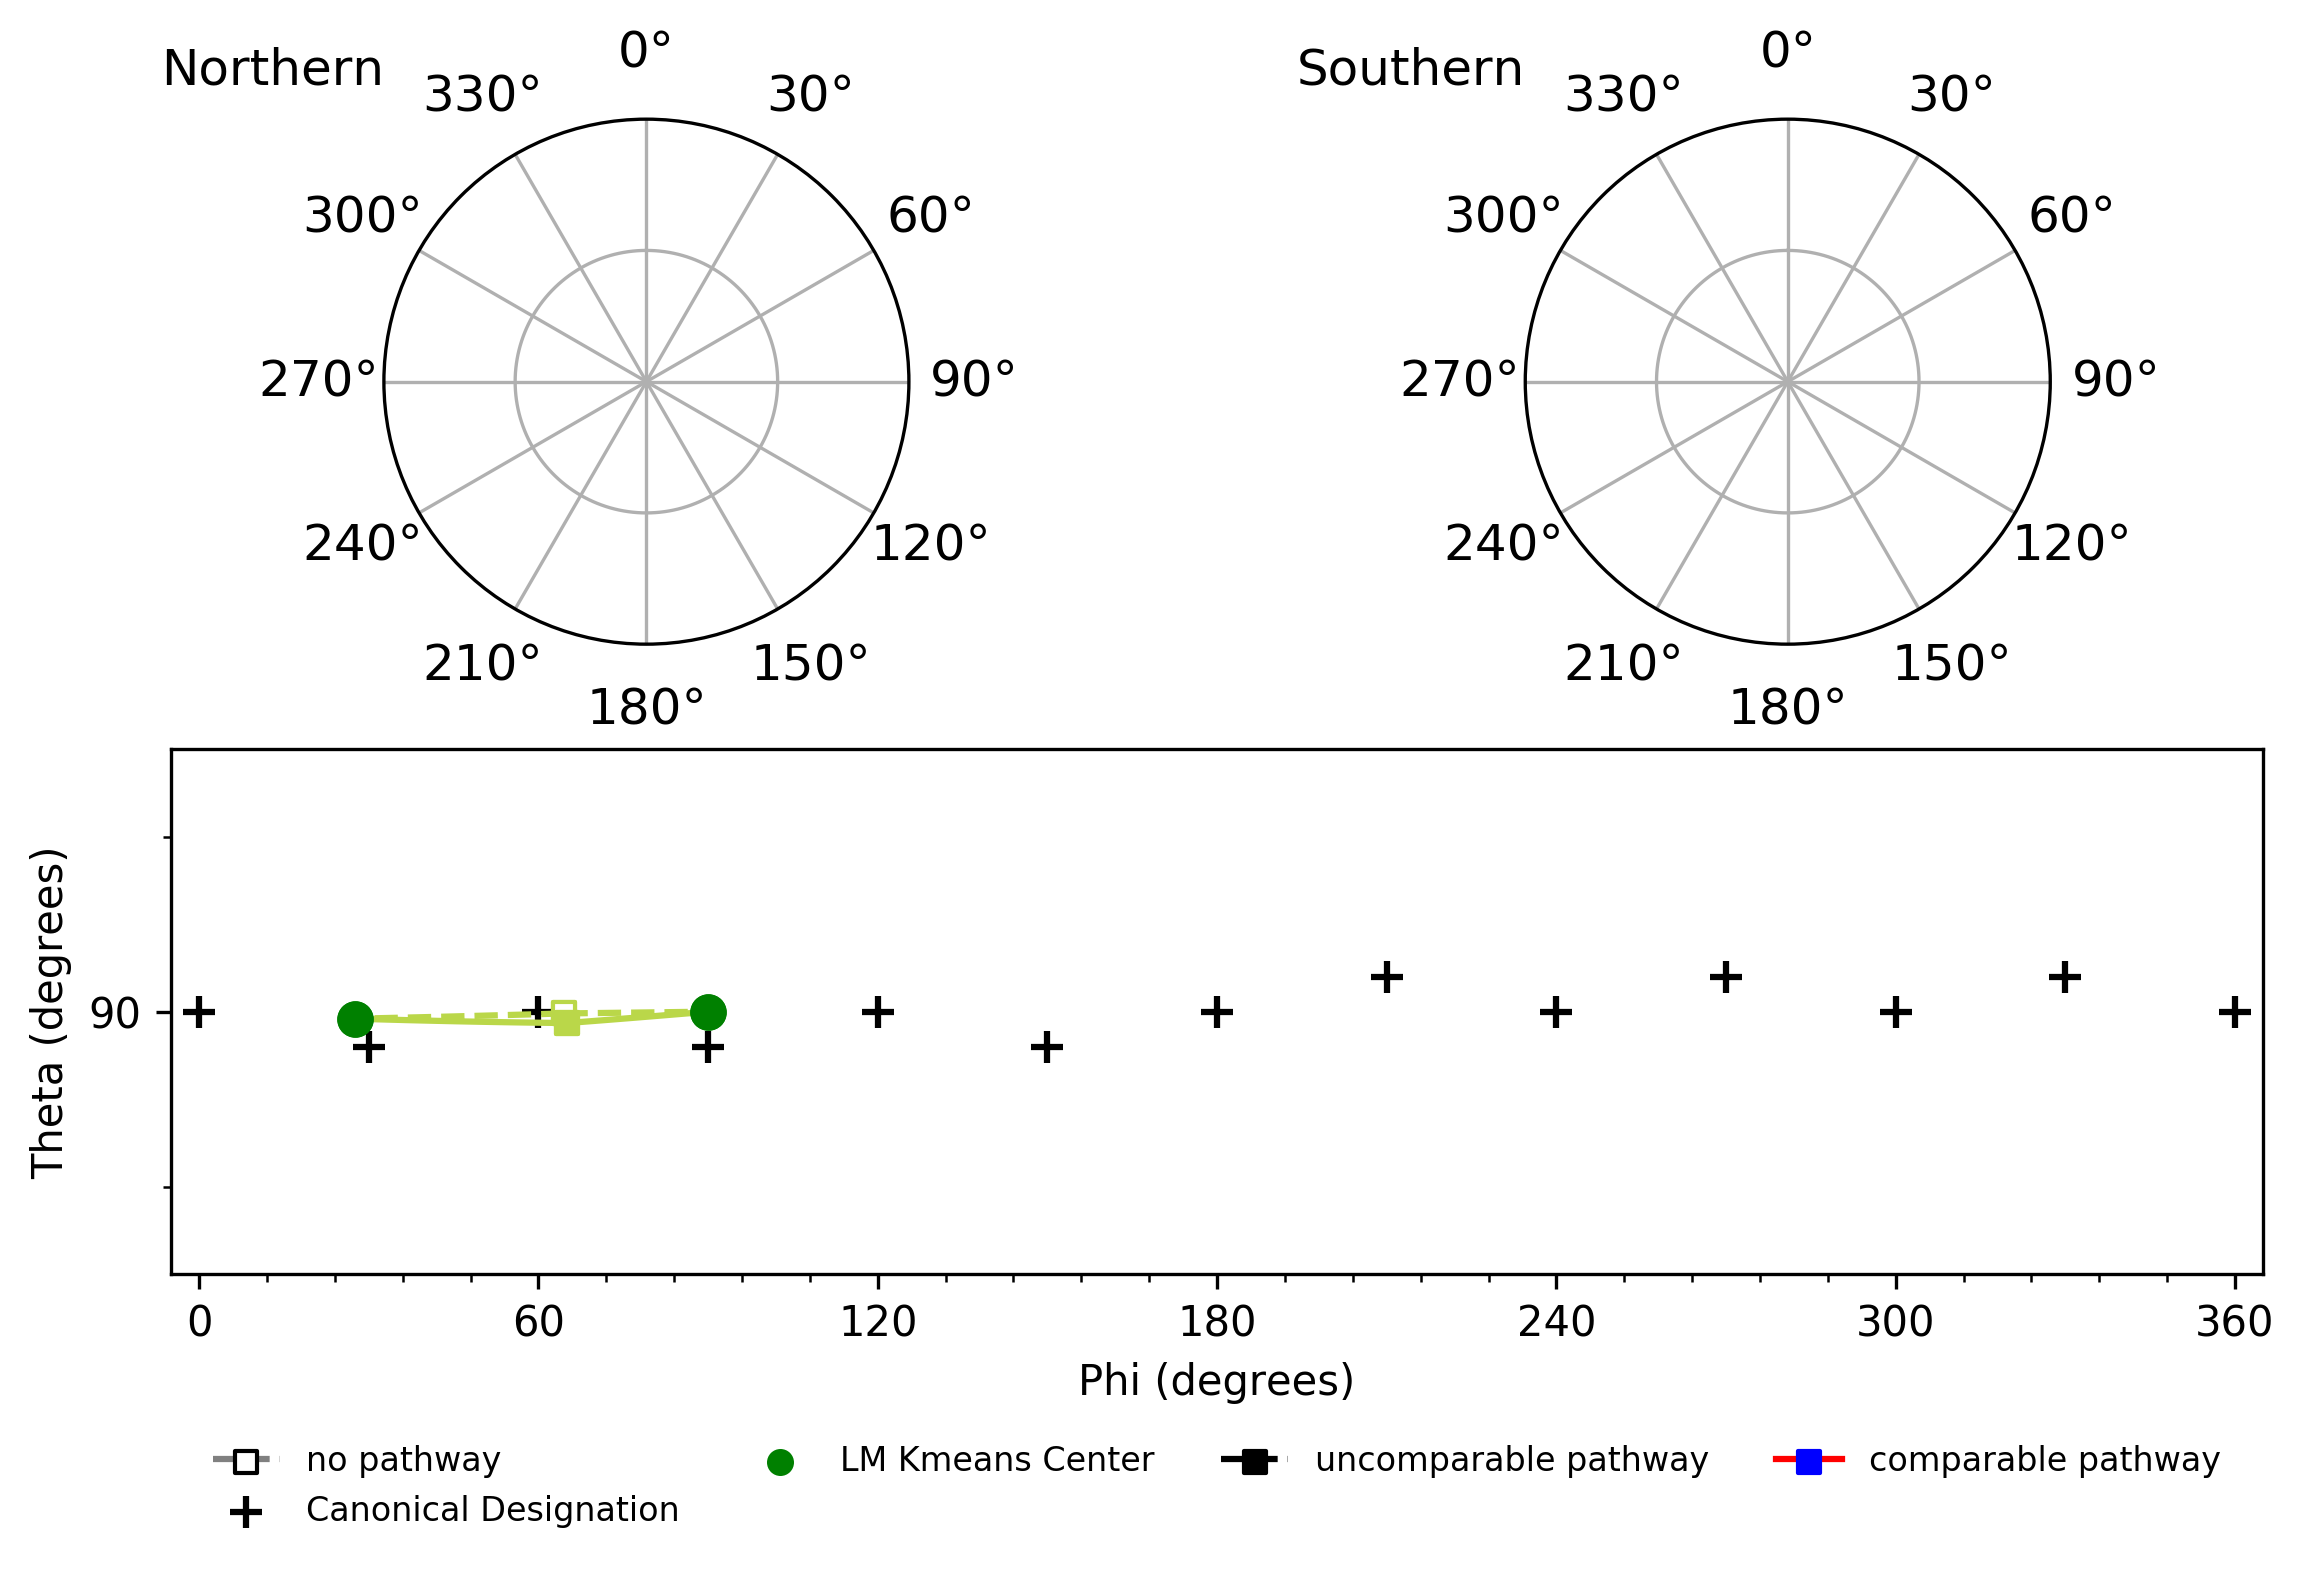 Northern
0°
30°
60°
90°
120°
150°
180°
210°
240°
270°
300°
330°
Southern
0°
30°
60°
90°
120°
150°
180°
210°
240°
270°
300°
330°
Theta (degrees)
90
0 60 120 180 240 300 360
Phi (degrees)
no pathway
Canonical Designation
LM Kmeans Center
uncomparable pathway
comparable pathway